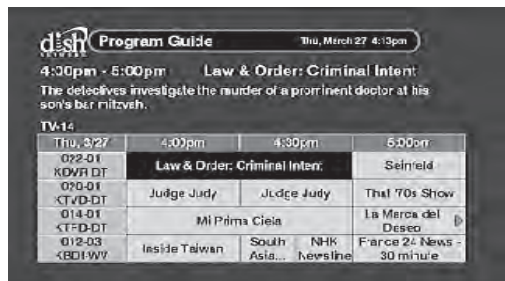 dish Program Guide Thu, March 27 4:13pm
NETWORK
4:00pm - 5:00pm Law & Order: Criminal Intent
The detectives investigate the murder of a prominent doctor at his
son's bar mitzvah.
TV-14
Thu, 3/27 4:00pm 4:30pm 5:00pm
022-01 Law & Order: Criminal Intent Seinfeld
KDVR-DT
020-01 Judge Judy Judge Judy That '70s Show
KTVD-DT
014-01 Mi Prima Ciela La Marca del
KTFD-DT Deseo
012-03 Inside Taiwan South NHK France 24 News -
KBDI-WV Asia... Newsline 30 minute